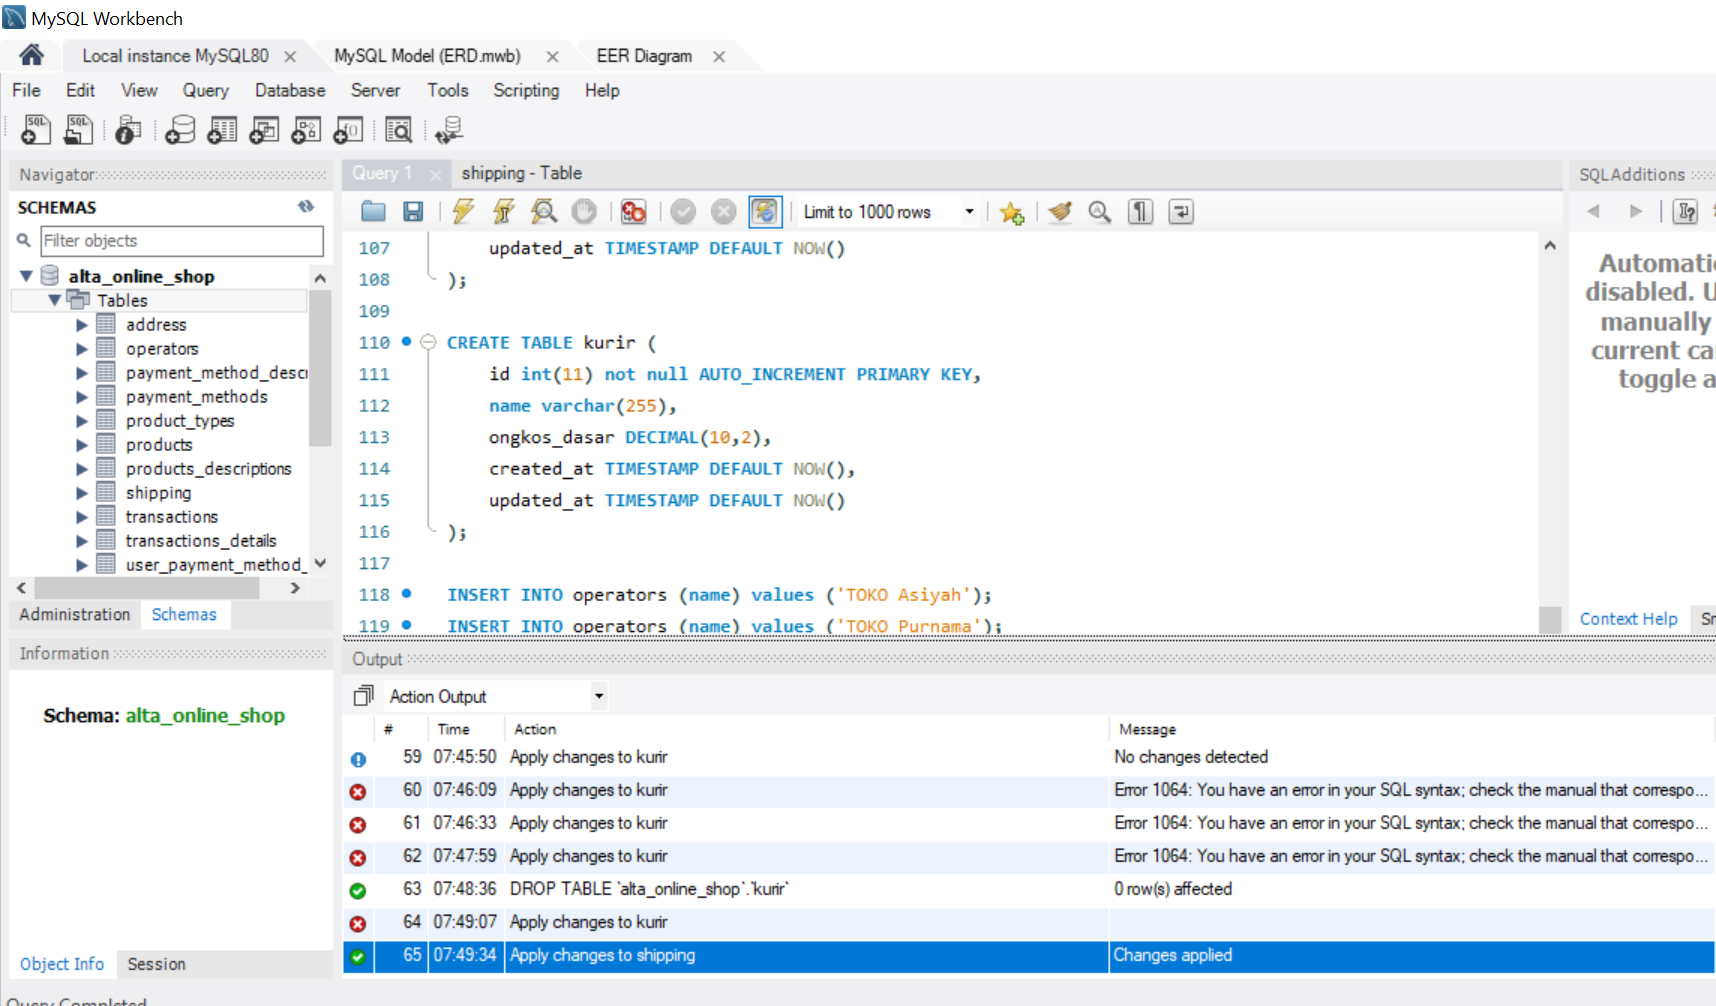 MySQL Workbench
Local instance MySQL80
MySQL Model (ERD.mwb)
EER Diagram
File Edit View Query Database Server Tools Scripting Help
Navigator
SCHEMAS
Filter objects
alta_online_shop
Tables
address
operators
payment_method_descr
payment_methods
product_types
products
products_descriptions
shipping
transactions
transactions_details
user_payment_method_
Administration Schemas
Information
Schema: alta_online_shop
Object Info Session
Query Completed
Query 1
shipping - Table
Limit to 1000 rows
107 updated_at TIMESTAMP DEFAULT NOW()
108 );
109
110 CREATE TABLE kurir (
111 id int(11) not null AUTO_INCREMENT PRIMARY KEY,
112 name varchar(255),
113 ongkos_dasar DECIMAL(10,2),
114 created_at TIMESTAMP DEFAULT NOW(),
115 updated_at TIMESTAMP DEFAULT NOW()
116 );
117
118 INSERT INTO operators (name) values ('TOKO Asiyah');
119 INSERT INTO operators (name) values ('TOKO Purnama');
SQLAdditions
Automatic
disabled. U
manually
current ca
toggle a
Context Help Sn
Output
Action Output
# Time Action Message
59 07:45:50 Apply changes to kurir No changes detected
60 07:46:09 Apply changes to kurir Error 1064: You have an error in your SQL syntax; check the manual that correspo...
61 07:46:33 Apply changes to kurir Error 1064: You have an error in your SQL syntax; check the manual that correspo...
62 07:47:59 Apply changes to kurir Error 1064: You have an error in your SQL syntax; check the manual that correspo...
63 07:48:36 DROP TABLE `alta_online_shop`.`kurir` 0 row(s) affected
64 07:49:07 Apply changes to kurir
65 07:49:34 Apply changes to shipping Changes applied